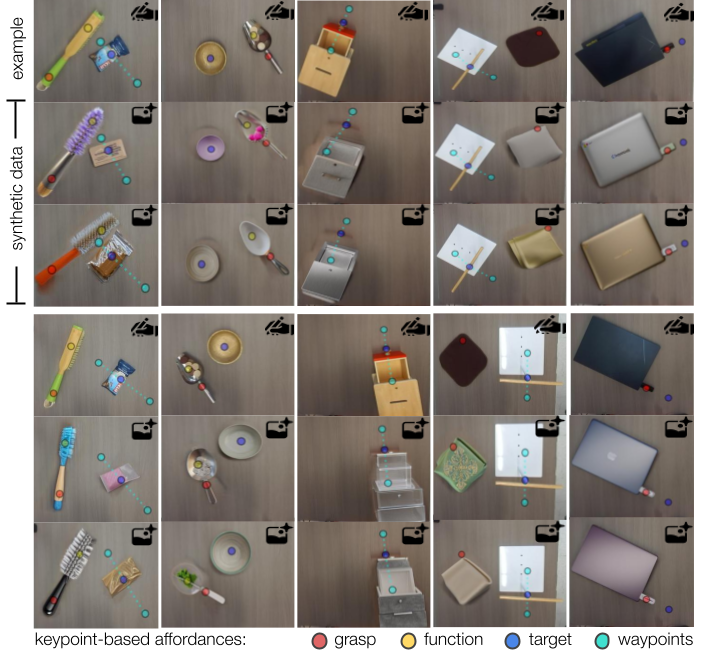 example
synthetic data
keypoint-based affordances: grasp function target waypoints